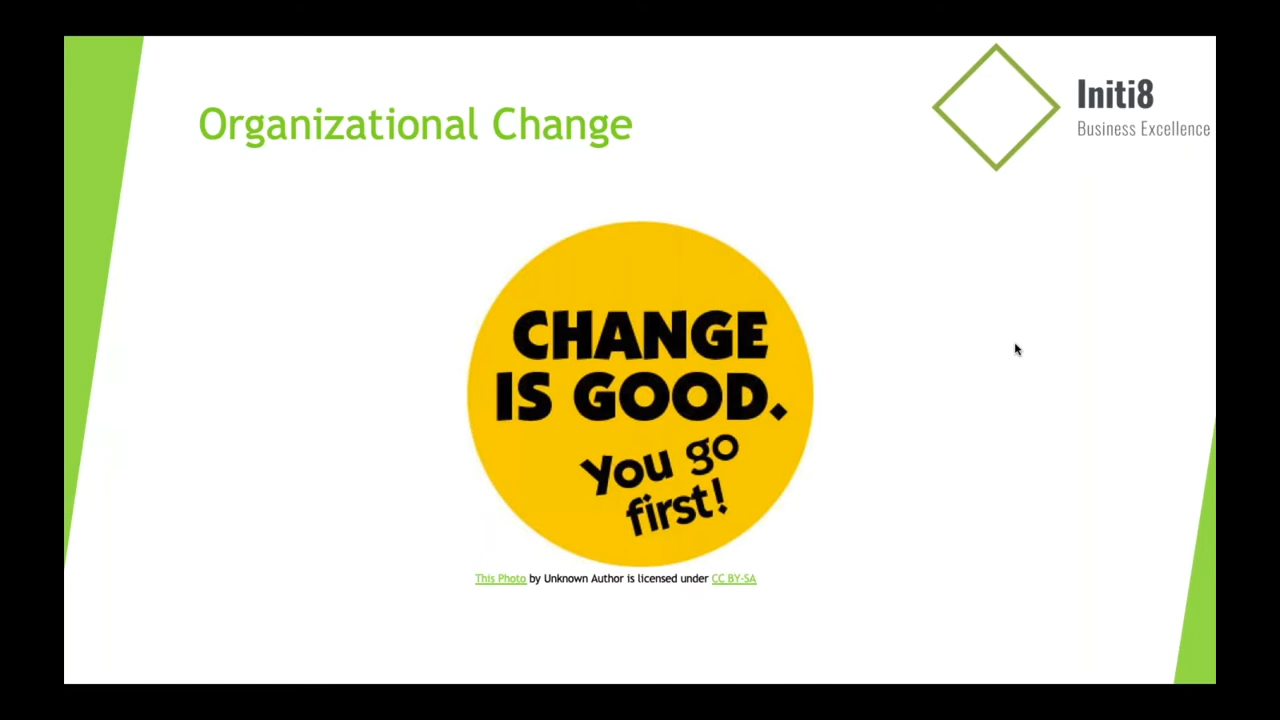 Organizational Change
Initi8
Business Excellence
CHANGE
IS GOOD.
You go
first!
This Photo by Unknown Author is licensed under CC BY-SA